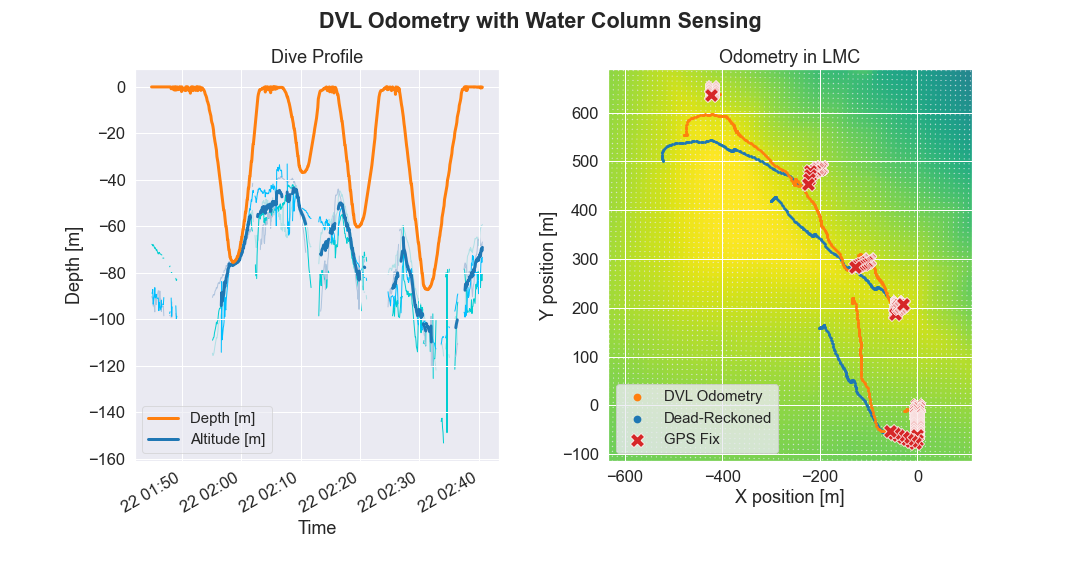 DVL Odometry with Water Column Sensing
Dive Profile
Depth [m]
0
−20
−40
−60
−80
−100
−120
−140
−160
Depth [m]
Altitude [m]
22 01:50
22 02:00
22 02:10
22 02:20
22 02:30
22 02:40
Time
Odometry in LMC
Y position [m]
600
500
400
300
200
100
0
−100
DVL Odometry
Dead-Reckoned
GPS Fix
−600
−400
−200
0
X position [m]